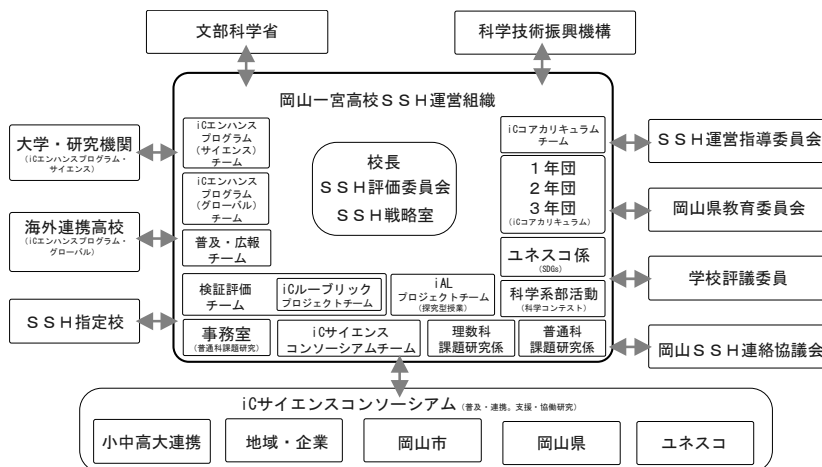 文部科学省
科学技術振興機構
岡山一宮高校ＳＳＨ運営組織
大学・研究機関
(iCエンハンスプログラム・
サイエンス)
海外連携高校
(iCエンハンスプログラム・
グローバル)
ＳＳＨ指定校
iCエンハンス
プログラム
(サイエンス)
チーム
iCエンハンス
プログラム
(グローバル)
チーム
普及・広報
チーム
校長
ＳＳＨ評価委員会
ＳＳＨ戦略室
iCコアカリキュラム
チーム
１年団
２年団
３年団
(iCコアカリキュラム)
ユネスコ係
(SDGs)
科学系部活動
(科学コンテスト)
検証評価
チーム
iCルーブリック
プロジェクトチーム
iAL
プロジェクトチーム
(探究型授業)
事務室
(普通科課題研究)
iCサイエンス
コンソーシアムチーム
理数科
課題研究係
普通科
課題研究係
ＳＳＨ運営指導委員会
岡山県教育委員会
学校評議委員
岡山ＳＳＨ連絡協議会
iCサイエンスコンソーシアム (普及・連携。支援・協働研究)
小中高大連携
地域・企業
岡山市
岡山県
ユネスコ